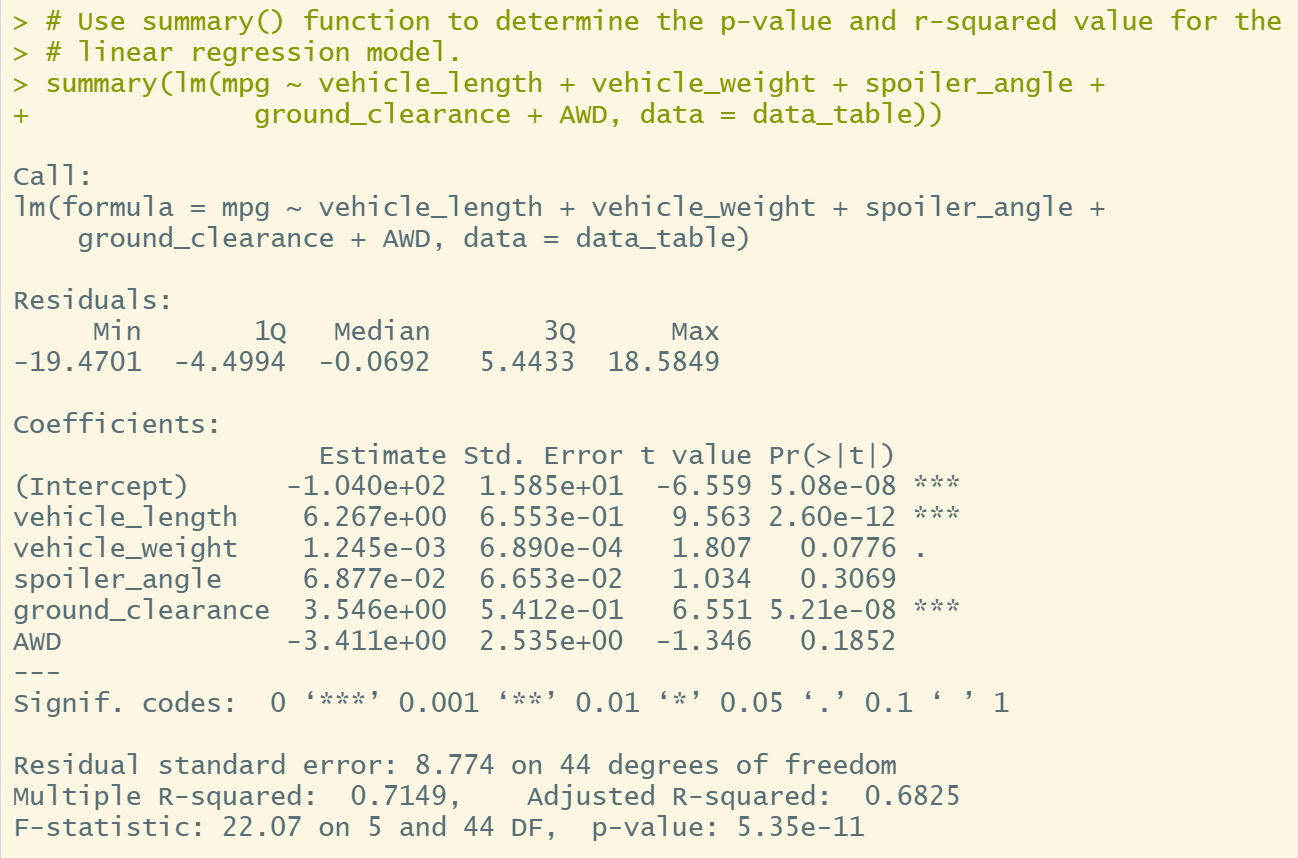 > # Use summary() function to determine the p-value and r-squared value for the
> # linear regression model.
> summary(lm(mpg ~ vehicle_length + vehicle_weight + spoiler_angle +
+               ground_clearance + AWD, data = data_table))

Call:
lm(formula = mpg ~ vehicle_length + vehicle_weight + spoiler_angle +
    ground_clearance + AWD, data = data_table)

Residuals:
     Min       1Q   Median       3Q      Max
-19.4701  -4.4994  -0.0692   5.4433  18.5849

Coefficients:
                   Estimate Std. Error t value Pr(>|t|)
(Intercept)      -1.040e+02  1.585e+01  -6.559 5.08e-08 ***
vehicle_length    6.267e+00  6.553e-01   9.563 2.60e-12 ***
vehicle_weight    1.245e-03  6.890e-04   1.807   0.0776 .
spoiler_angle     6.877e-02  6.653e-02   1.034   0.3069
ground_clearance  3.546e+00  5.412e-01   6.551 5.21e-08 ***
AWD              -3.411e+00  2.535e+00  -1.346   0.1852
---
Signif. codes:  0 ‘***’ 0.001 ‘**’ 0.01 ‘*’ 0.05 ‘.’ 0.1 ‘ ’ 1

Residual standard error: 8.774 on 44 degrees of freedom
Multiple R-squared:  0.7149,    Adjusted R-squared:  0.6825
F-statistic: 22.07 on 5 and 44 DF,  p-value: 5.35e-11